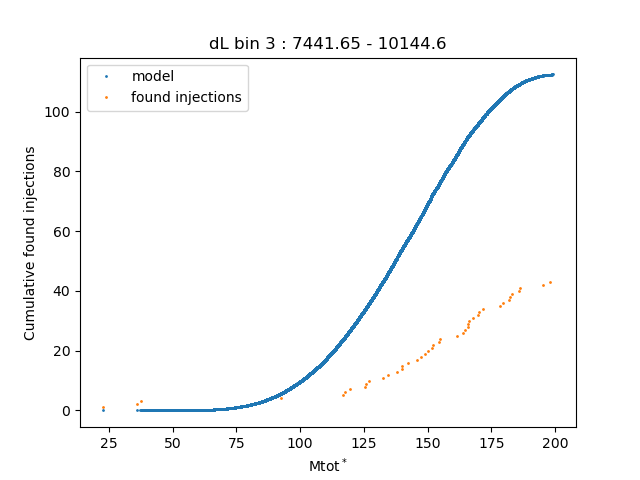 dL bin 3 : 7441.65 - 10144.6
model
found injections
Cumulative found injections
100
80
60
40
20
0
25 50 75 100 125 150 175 200
Mtot*